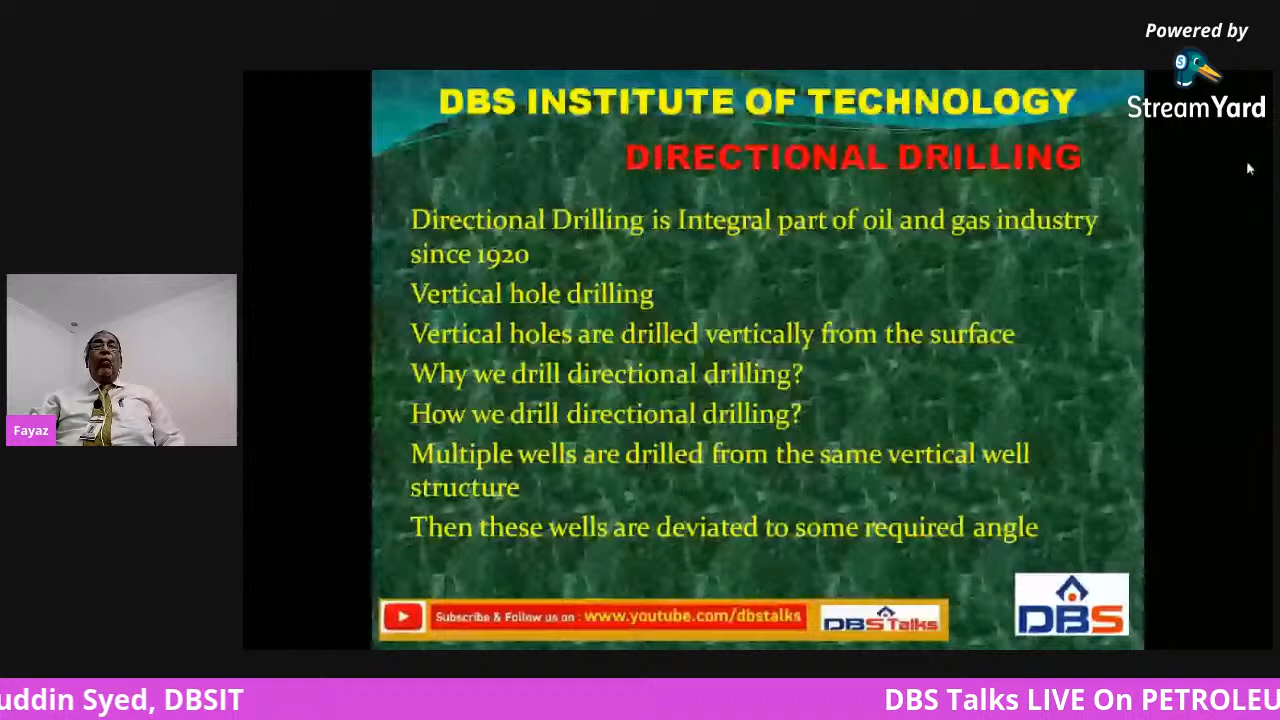 Powered by
StreamYard
DBS INSTITUTE OF TECHNOLOGY
DIRECTIONAL DRILLING
Directional Drilling is Integral part of oil and gas industry
since 1920
Vertical hole drilling
Vertical holes are drilled vertically from the surface
Why we drill directional drilling?
How we drill directional drilling?
Multiple wells are drilled from the same vertical well
structure
Then these wells are deviated to some required angle
Fayaz
Subscribe & Follow us on : www.youtube.com/dbstalks
DBS Talks
DBS
uddin Syed, DBSIT
DBS Talks LIVE On PETROLEU